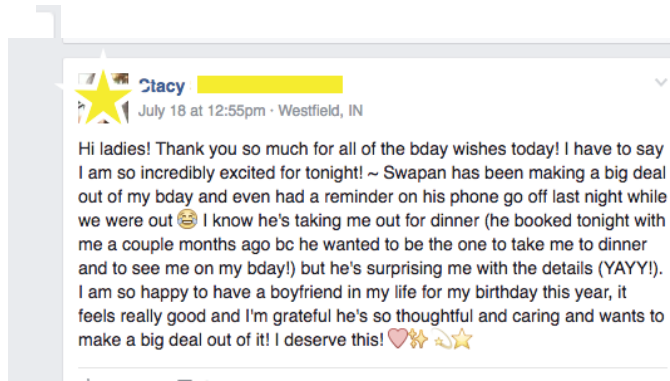 Stacy
July 18 at 12:55pm · Westfield, IN
Hi ladies! Thank you so much for all of the bday wishes today! I have to say
I am so incredibly excited for tonight! ~ Swapan has been making a big deal
out of my bday and even had a reminder on his phone go off last night while
we were out 😂 I know he's taking me out for dinner (he booked tonight with
me a couple months ago bc he wanted to be the one to take me to dinner
and to see me on my bday!) but he's surprising me with the details (YAYY!).
I am so happy to have a boyfriend in my life for my birthday this year, it
feels really good and I'm grateful he's so thoughtful and caring and wants to
make a big deal out of it! I deserve this! ❤️✨💫⭐